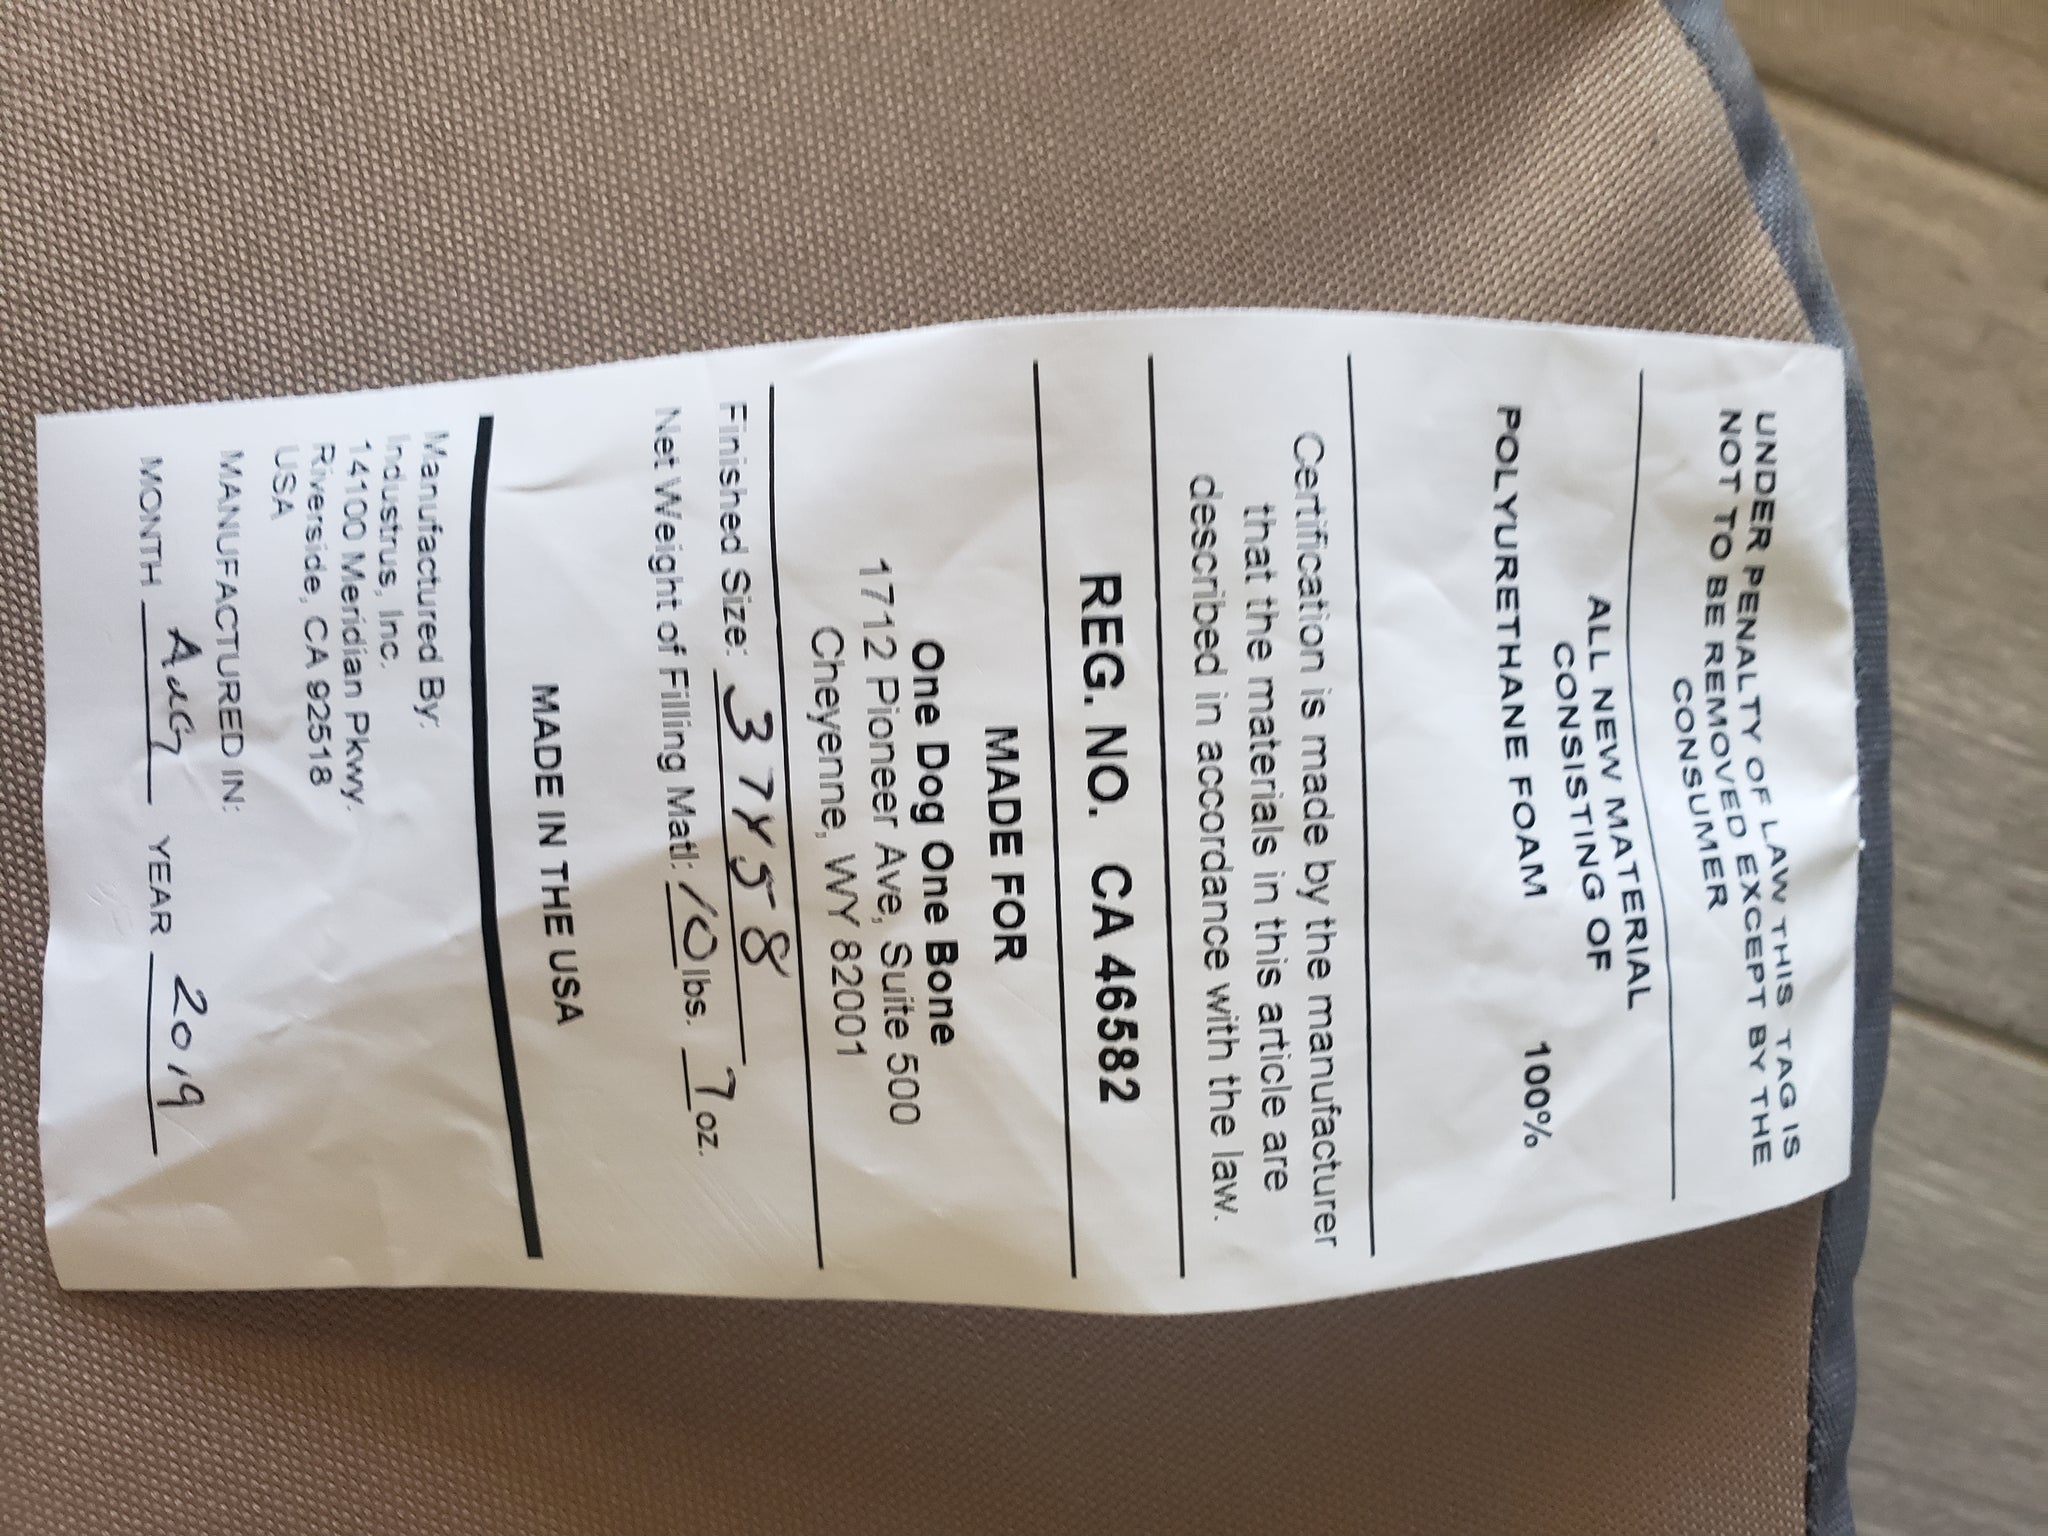 UNDER PENALTY OF LAW THIS TAG IS
NOT TO BE REMOVED EXCEPT BY THE
CONSUMER
ALL NEW MATERIAL
CONSISTING OF
POLYURETHANE FOAM 100%
Certification is made by the manufacturer
that the materials in this article are
described in accordance with the law.
REG. NO. CA 46582
MADE FOR
One Dog One Bone
1712 Pioneer Ave, Suite 500
Cheyenne, WY 82001
Finished Size: 37x58
Net Weight of Filling Matl: 10 lbs. 7 oz.
MADE IN THE USA
Manufactured By:
Industrus, Inc.
14100 Meridian Pkwy.
Riverside, CA 92518
USA
MANUFACTURED IN:
MONTH AuG YEAR 2019